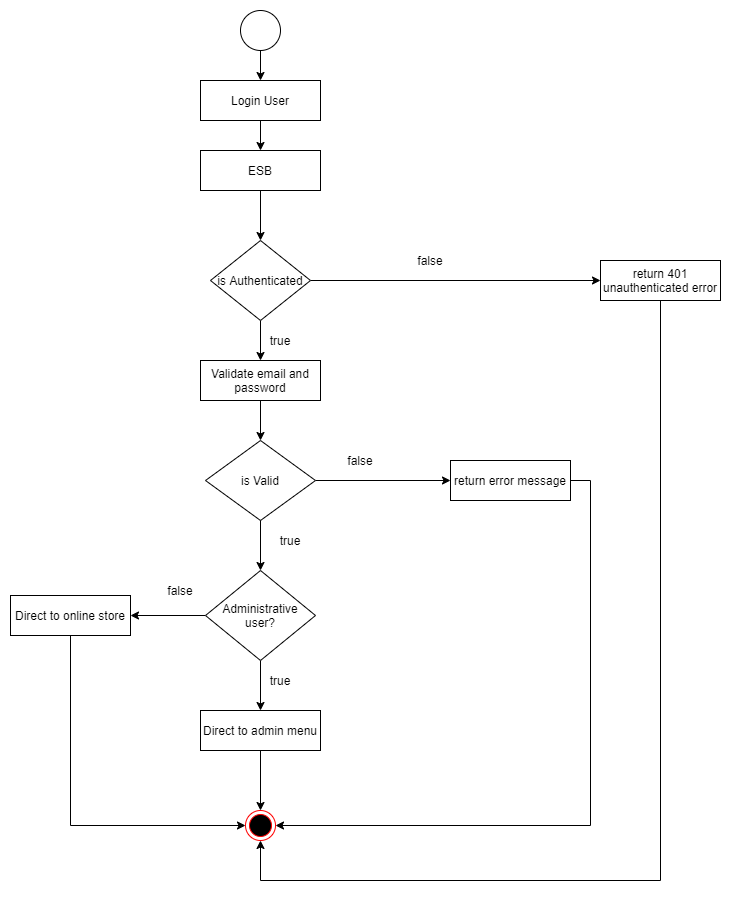 Login User
ESB
is Authenticated
false
return 401
unauthenticated error
true
Validate email and
password
is Valid
false
return error message
true
Administrative
user?
false
Direct to online store
true
Direct to admin menu